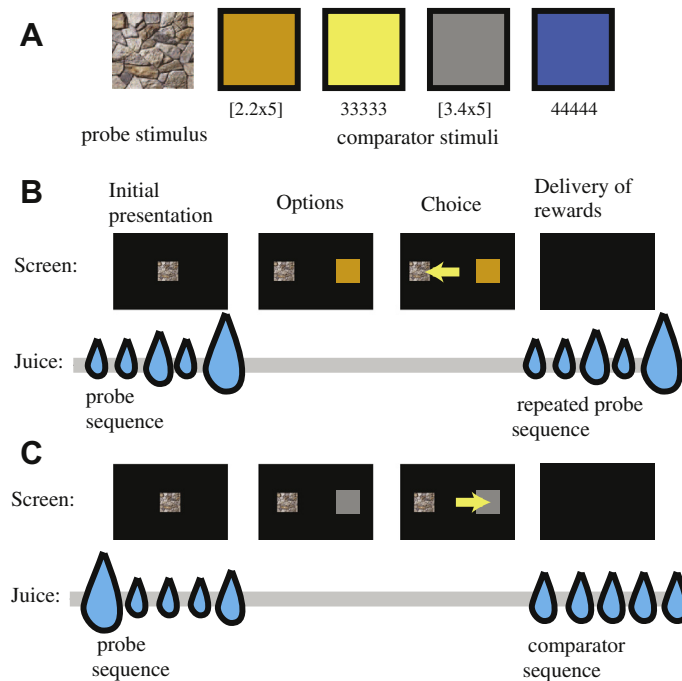 A
[2.2x5] 33333 [3.4x5] 44444
probe stimulus comparator stimuli
B
Initial presentation Options Choice Delivery of rewards
Screen:
Juice:
probe sequence
repeated probe sequence
C
Screen:
Juice:
probe sequence
comparator sequence